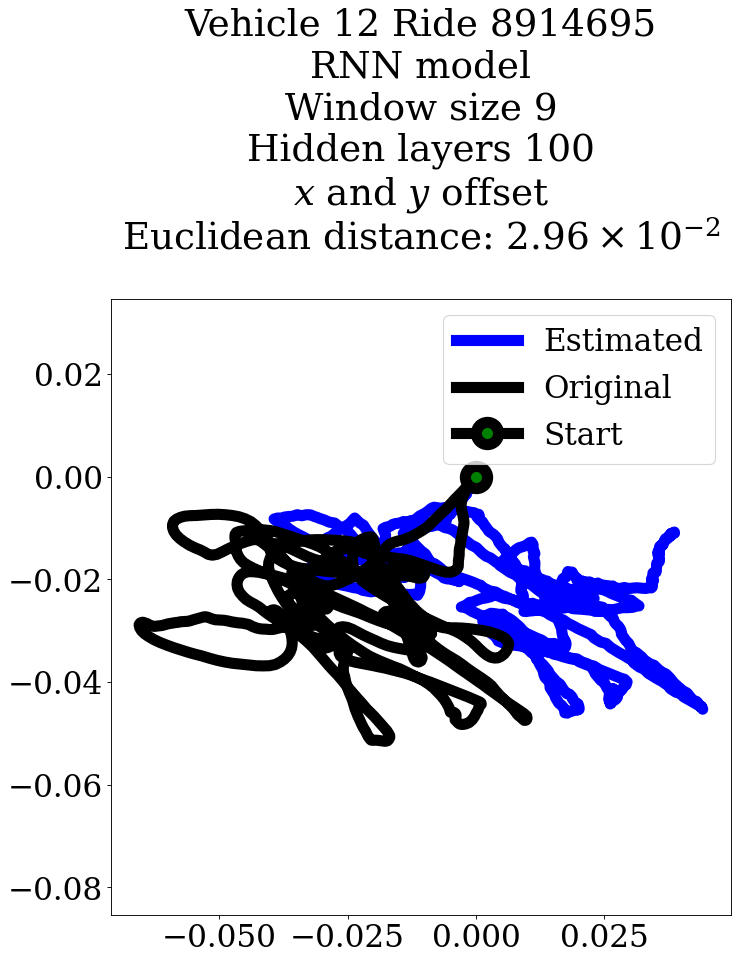 Vehicle 12 Ride 8914695
RNN model
Window size 9
Hidden layers 100
x and y offset
Euclidean distance: 2.96 × 10⁻²
Estimated
Original
Start
0.02
0.00
−0.02
−0.04
−0.06
−0.08
−0.050 −0.025 0.000 0.025